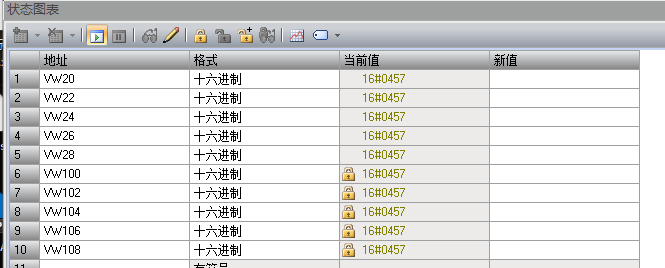 状态图表
地址 格式 当前值 新值
1 VW20 十六进制 16#0457
2 VW22 十六进制 16#0457
3 VW24 十六进制 16#0457
4 VW26 十六进制 16#0457
5 VW28 十六进制 16#0457
6 VW100 十六进制 16#0457
7 VW102 十六进制 16#0457
8 VW104 十六进制 16#0457
9 VW106 十六进制 16#0457
10 VW108 十六进制 16#0457